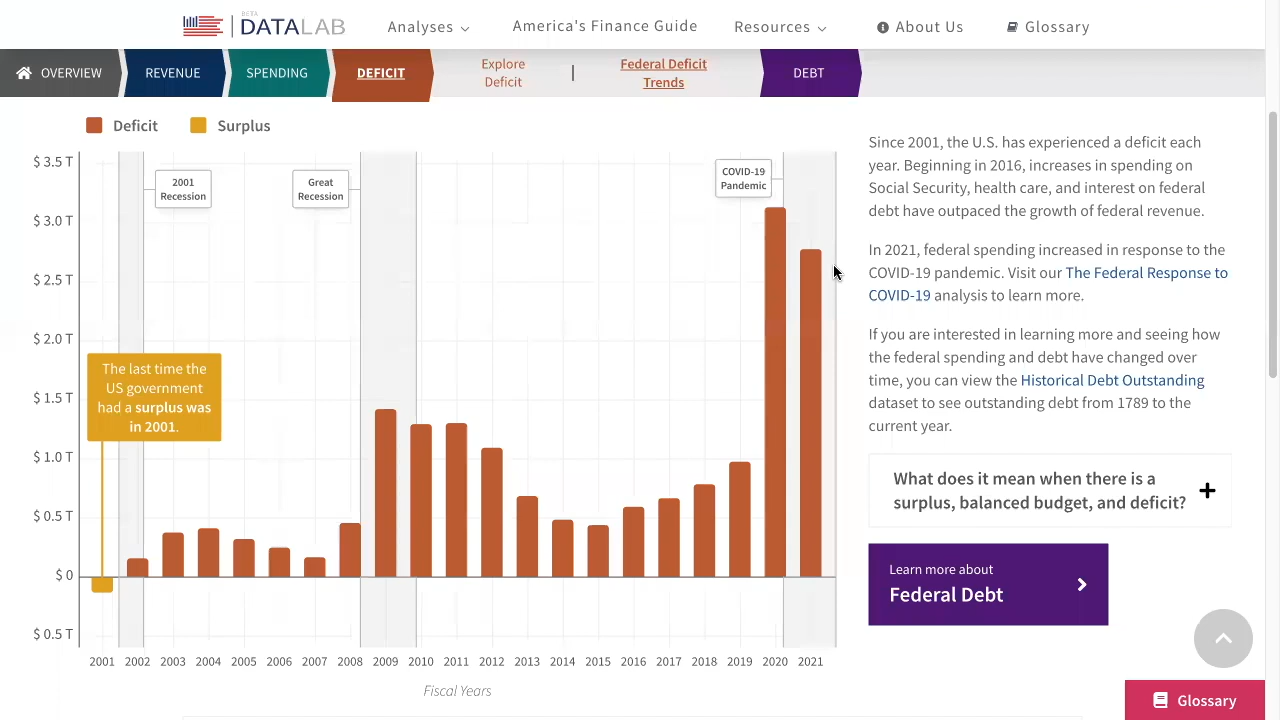 BETA
DATALAB
Analyses
America's Finance Guide
Resources
About Us
Glossary
OVERVIEW
REVENUE
SPENDING
DEFICIT
Explore
Deficit
|
Federal Deficit
Trends
DEBT
Deficit
Surplus
$ 3.5 T
$ 3.0 T
$ 2.5 T
$ 2.0 T
$ 1.5 T
$ 1.0 T
$ 0.5 T
$ 0
$ 0.5 T
2001
Recession
Great
Recession
COVID-19
Pandemic
The last time the
US government
had a surplus was
in 2001.
2001 2002 2003 2004 2005 2006 2007 2008 2009 2010 2011 2012 2013 2014 2015 2016 2017 2018 2019 2020 2021
Fiscal Years
Since 2001, the U.S. has experienced a deficit each
year. Beginning in 2016, increases in spending on
Social Security, health care, and interest on federal
debt have outpaced the growth of federal revenue.
In 2021, federal spending increased in response to the
COVID-19 pandemic. Visit our The Federal Response to
COVID-19 analysis to learn more.
If you are interested in learning more and seeing how
the federal spending and debt have changed over
time, you can view the Historical Debt Outstanding
dataset to see outstanding debt from 1789 to the
current year.
What does it mean when there is a
surplus, balanced budget, and deficit?
Learn more about
Federal Debt
Glossary